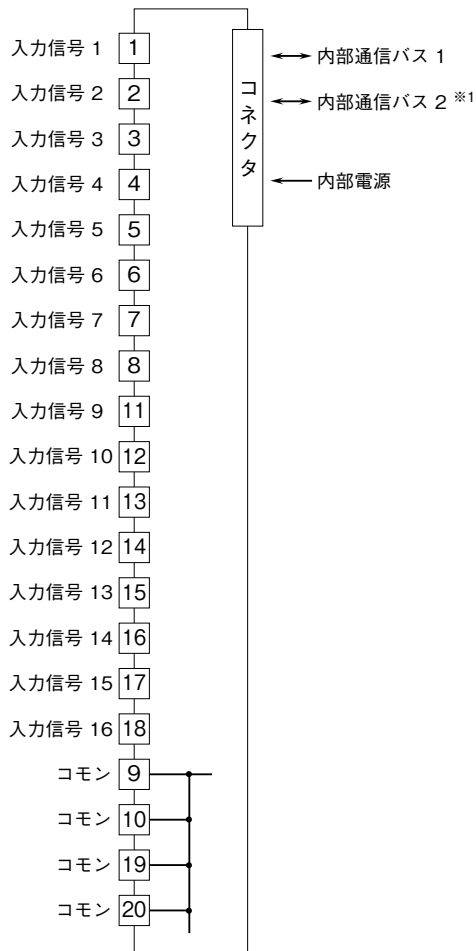 入力信号 1 1
入力信号 2 2
入力信号 3 3
入力信号 4 4
入力信号 5 5
入力信号 6 6
入力信号 7 7
入力信号 8 8
入力信号 9 11
入力信号 10 12
入力信号 11 13
入力信号 12 14
入力信号 13 15
入力信号 14 16
入力信号 15 17
入力信号 16 18
コモン 9
コモン 10
コモン 19
コモン 20
コネクタ
内部通信バス 1
内部通信バス 2 ※1
内部電源